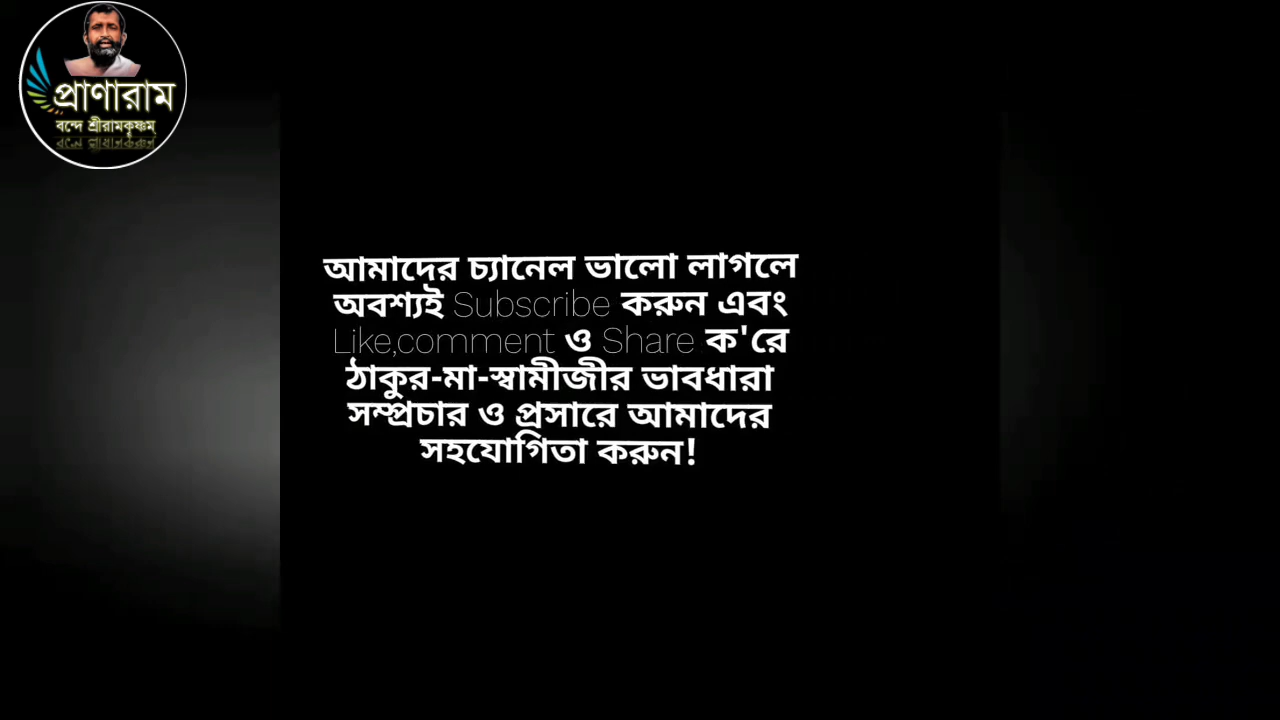 প্রাণারাম
বন্দে শ্রীরামকৃষ্ণম্
আমাদের চ্যানেল ভালো লাগলে
অবশ্যই Subscribe করুন এবং
Like,comment ও Share ক'রে
ঠাকুর-মা-স্বামীজীর ভাবধারা
সম্প্রচার ও প্রসারে আমাদের
সহযোগিতা করুন!